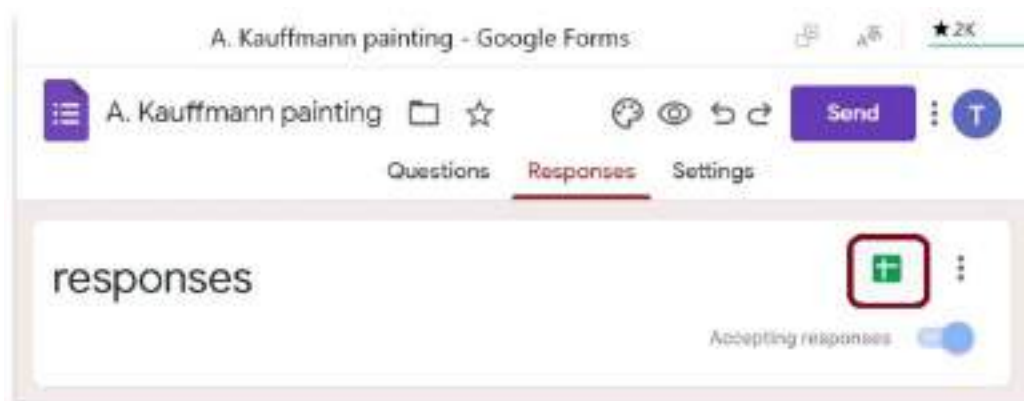 A. Kauffmann painting - Google Forms
★ 2K
A. Kauffmann painting
Send
T
Questions Responses Settings
responses
Accepting responses